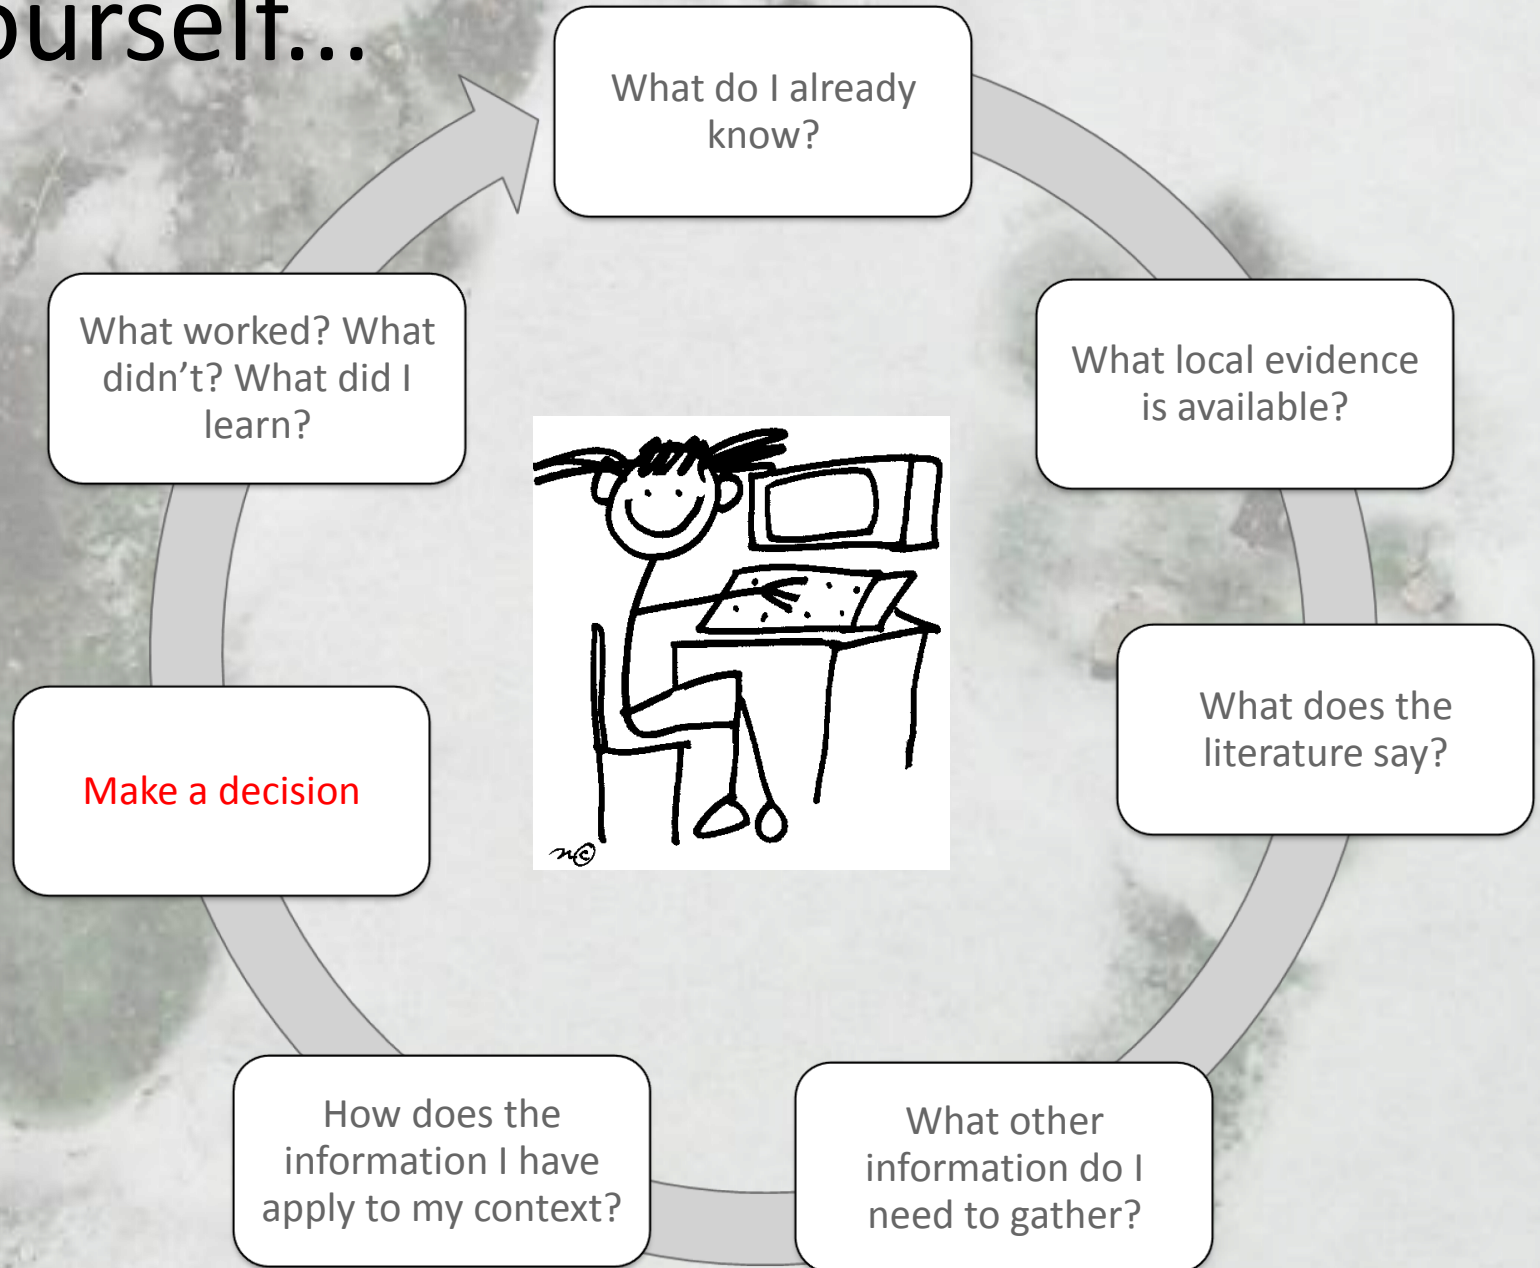 ourself...
What do I already
know?
What local evidence
is available?
What does the
literature say?
What other
information do I
need to gather?
How does the
information I have
apply to my context?
Make a decision
What worked? What
didn’t? What did I
learn?